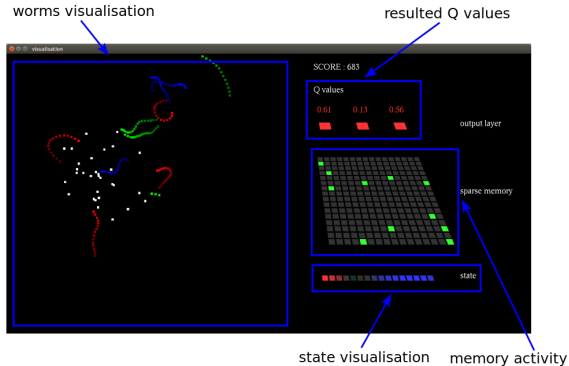 worms visualisation
resulted Q values
visualisation
SCORE : 683
Q values
0.61 0.13 0.56
output layer
sparse memory
state
state visualisation
memory activity